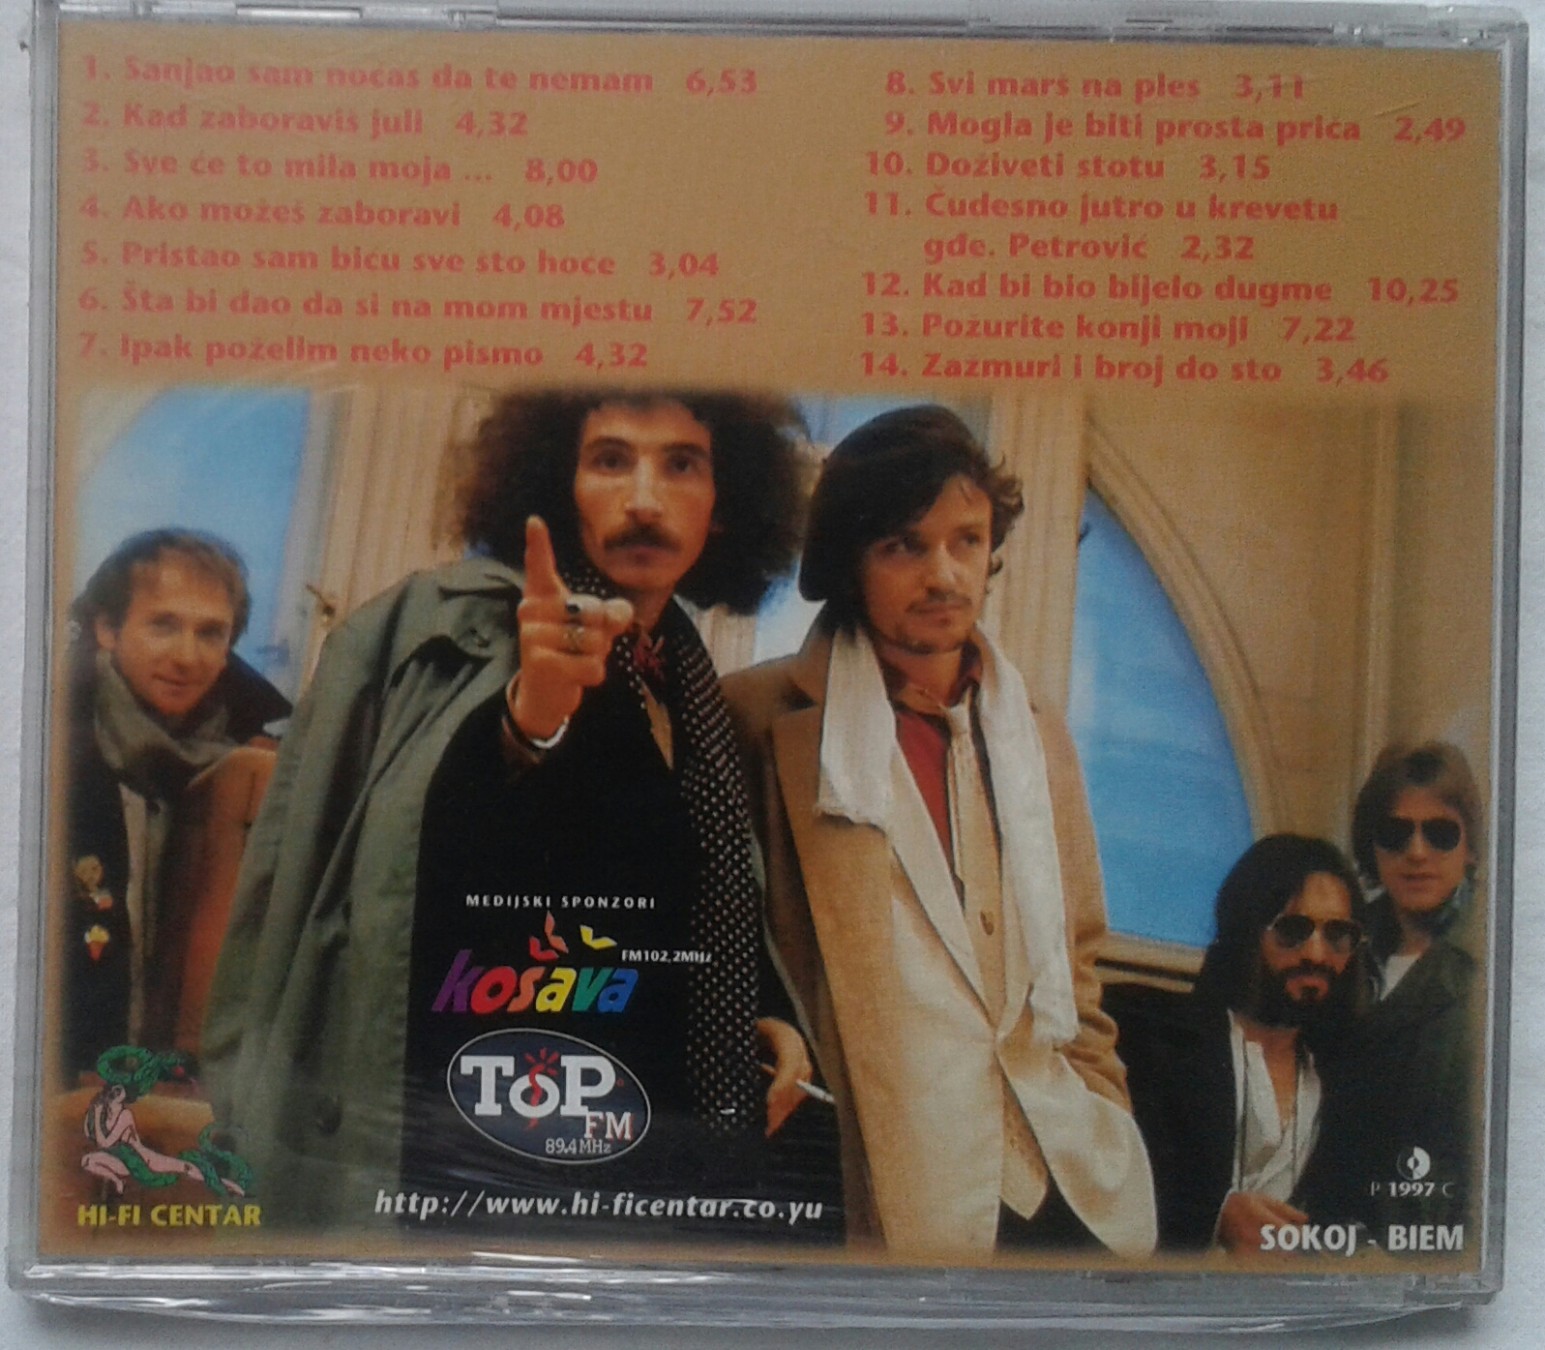 1. Sanjao sam noćas da te nemam 6,53
2. Kad zaboraviš juli 4,32
3. Sve će to mila moja ... 8,00
4. Ako možeš zaboravi 4,08
5. Pristao sam biću sve što hoće 3,04
6. Šta bi dao da si na mom mjestu 7,52
7. Ipak poželim neko pismo 4,32
8. Svi marš na ples 3,11
9. Mogla je biti prosta prica 2,49
10. Doživeti stotu 3,15
11. Čudesno jutro u krevetu
gđe. Petrović 2,32
12. Kad bi bio bijelo dugme 10,25
13. Požurite konji moji 7,22
14. Zazmuri i broj do sto 3,46
MEDIJSKI SPONZORI
FM102,2MHz
kosava
TOP
FM
89.4 MHz
http://www.hi-ficentar.co.yu
HI-FI CENTAR
P 1997 C
SOKOJ - BIEM